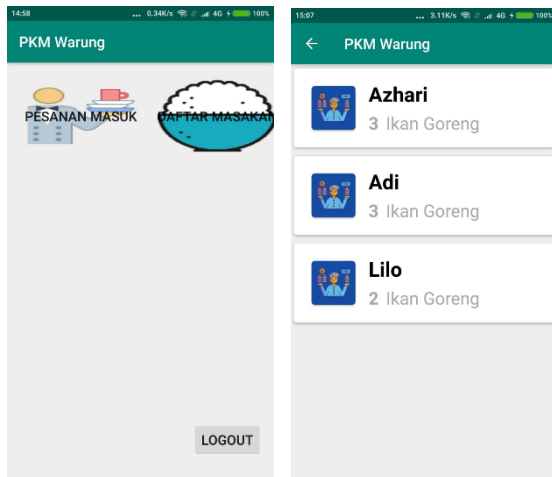 14:58 ... 0.34K/s 4G 100%
PKM Warung
PESANAN MASUK
DAFTAR MASAKAN
LOGOUT
15:07 ... 3.11K/s 4G 100%
PKM Warung
Azhari
3 Ikan Goreng
Adi
3 Ikan Goreng
Lilo
2 Ikan Goreng